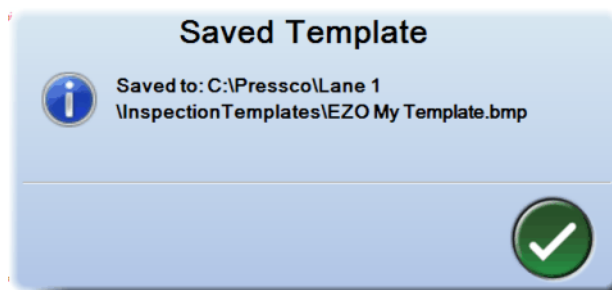 Saved Template
Saved to: C:\Pressco\Lane 1
\InspectionTemplates\EZO My Template.bmp